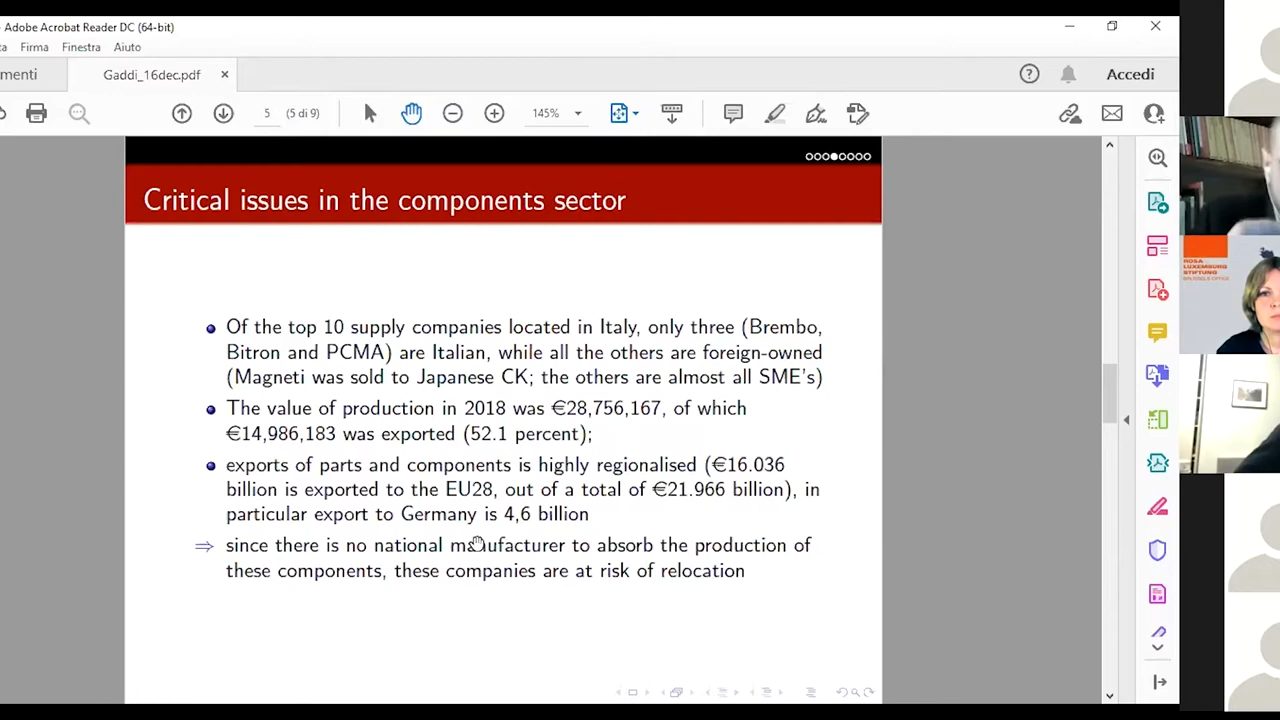 - Adobe Acrobat Reader DC (64-bit)
Firma Finestra Aiuto
menti Gaddi_16dec.pdf × Accedi
5 (5 di 9) 145%
Critical issues in the components sector
Of the top 10 supply companies located in Italy, only three (Brembo,
Bitron and PCMA) are Italian, while all the others are foreign-owned
(Magneti was sold to Japanese CK; the others are almost all SME's)
The value of production in 2018 was €28,756,167, of which
€14,986,183 was exported (52.1 percent);
exports of parts and components is highly regionalised (€16.036
billion is exported to the EU28, out of a total of €21.966 billion), in
particular export to Germany is 4,6 billion
⇒ since there is no national manufacturer to absorb the production of
these components, these companies are at risk of relocation
ROSA
LUXEMBURG
STIFTUNG